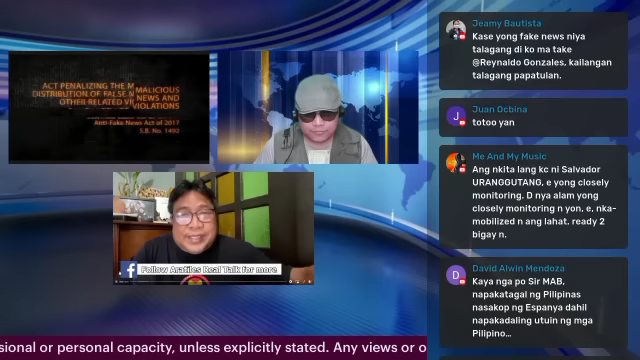 ACT PENALIZING THE M MALICIOUS
DISTRIBUTION OF FALSE N NEWS AND
OTHER RELATED VI VIOLATIONS
Anti-Fake News Act of 2017
S.B. No. 1492
Follow Aratiles Real Talk for more
sional or personal capacity, unless explicitly stated. Any views or o
Jeamy Bautista
Kase yong fake news niya
talagang di ko ma take
@Reynaldo Gonzales, kailangan
talagang papatulan.
Juan Ocbina
totoo yan
Me And My Music
Ang nkita lang kc ni Salvador
URANGGUTANG, e yong closely
monitoring. D nya alam yong
closely monitoring n yon, e, nka-
mobilized n ang lahat. ready 2
bigay n.
David Alwin Mendoza
Kaya nga po Sir MAB,
napakatagal ng Pilipinas
nasakop ng Espanya dahil
napakadaling utuin ng mga
Pilipino...